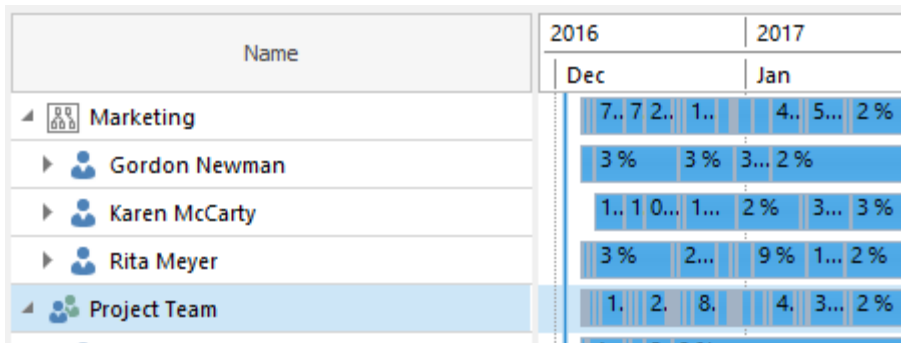 Name
2016 2017
Dec Jan
Marketing 7.. 7 2.. 1.. 4.. 5... 2 %
Gordon Newman 3 % 3 % 3... 2 %
Karen McCarty 1.. 1 0... 1... 2 % 3... 3 %
Rita Meyer 3 % 2... 9 % 1... 2 %
Project Team 1. 2. 8. 4. 3... 2 %